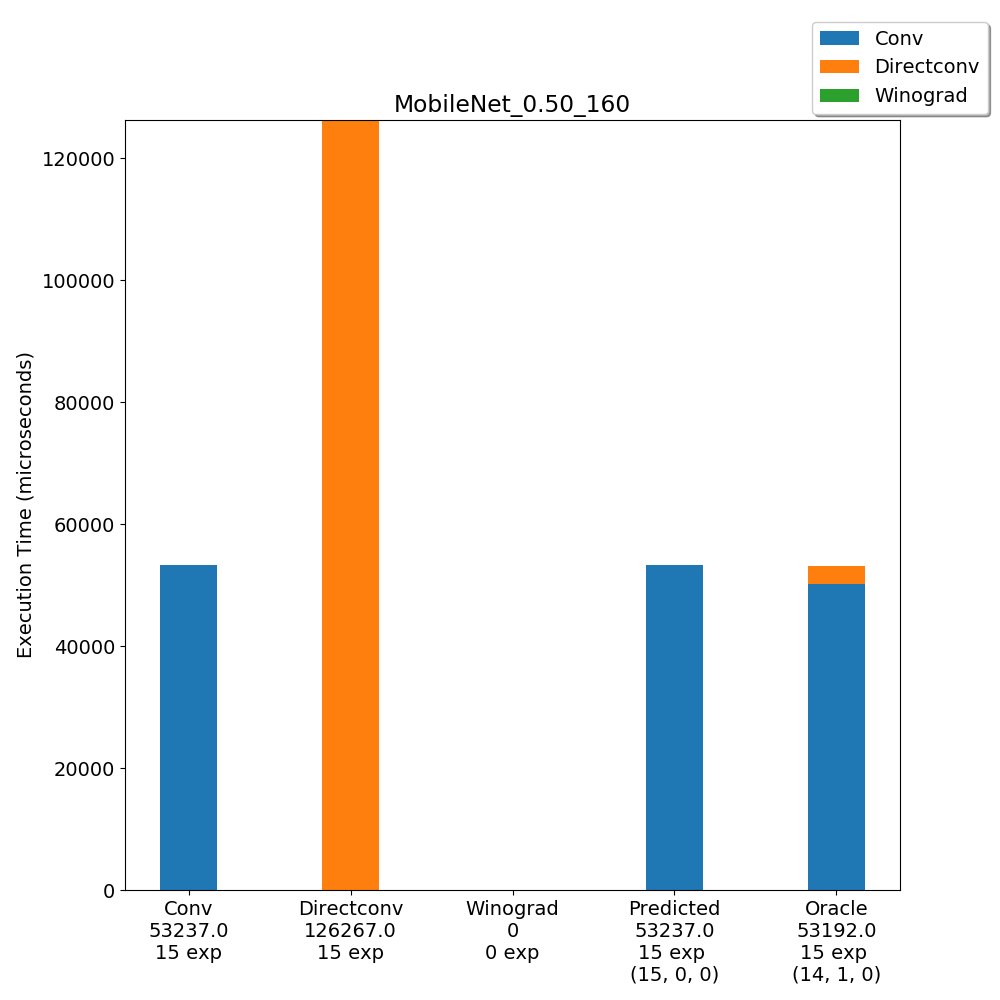 Conv
Directconv
Winograd
MobileNet_0.50_160
Execution Time (microseconds)
120000
100000
80000
60000
40000
20000
0
Conv
53237.0
15 exp
Directconv
126267.0
15 exp
Winograd
0
0 exp
Predicted
53237.0
15 exp
(15, 0, 0)
Oracle
53192.0
15 exp
(14, 1, 0)